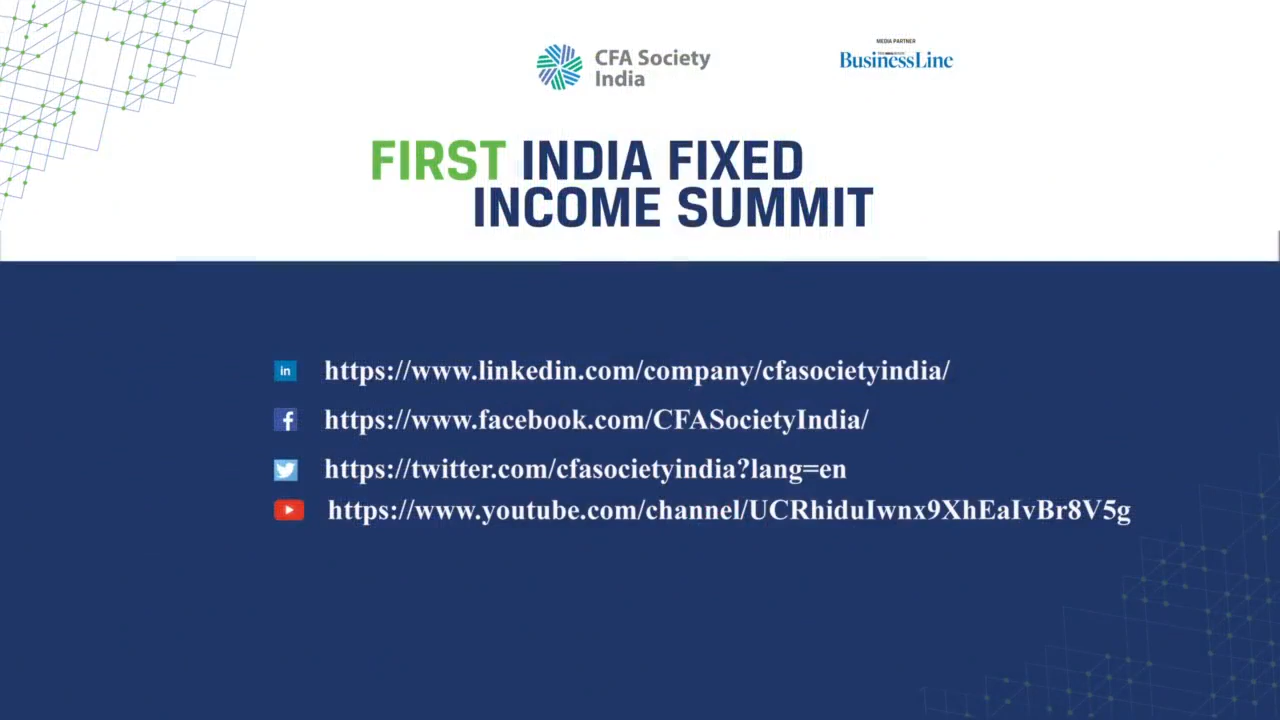 CFA Society
India
MEDIA PARTNER
BusinessLine
FIRST INDIA FIXED
INCOME SUMMIT
in
https://www.linkedin.com/company/cfasocietyindia/
f
https://www.facebook.com/CFASocietyIndia/
https://twitter.com/cfasocietyindia?lang=en
https://www.youtube.com/channel/UCRhiduIwnx9XhEaIvBr8V5g